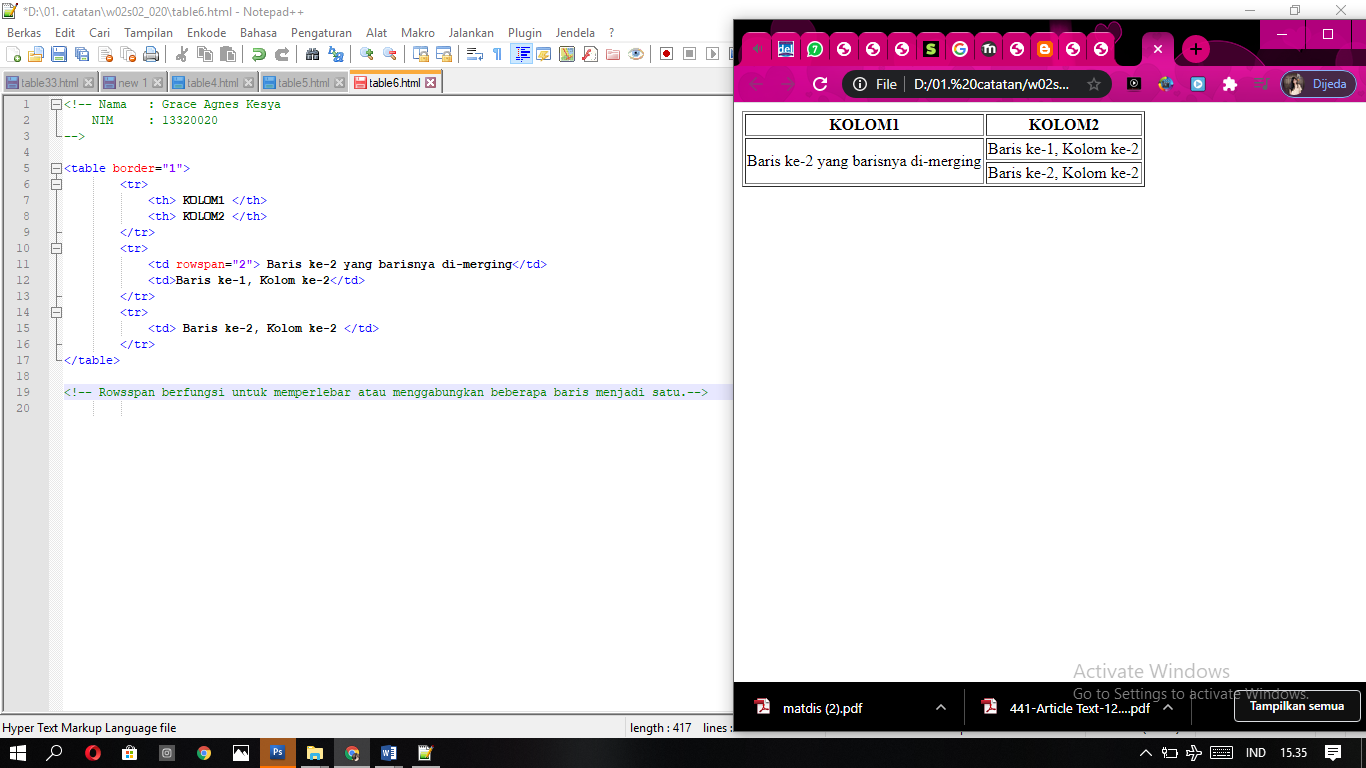 *D:\01. catatan\w02s02_020\table6.html - Notepad++
Berkas Edit Cari Tampilan Enkode Bahasa Pengaturan Alat Makro Jalankan Plugin Jendela ?
table33.html new 1 table4.html table5.html table6.html
1 <!-- Nama : Grace Agnes Kesya
2 NIM : 13320020
3 -->
4
5 <table border="1">
6 <tr>
7 <th> KOLOM1 </th>
8 <th> KOLOM2 </th>
9 </tr>
10 <tr>
11 <td rowspan="2"> Baris ke-2 yang barisnya di-merging</td>
12 <td>Baris ke-1, Kolom ke-2</td>
13 </tr>
14 <tr>
15 <td> Baris ke-2, Kolom ke-2 </td>
16 </tr>
17 </table>
18
19 <!-- Rowsspan berfungsi untuk memperlebar atau menggabungkan beberapa baris menjadi satu.-->
20
Hyper Text Markup Language file length : 417 lines :
del
File D:/01.%20catatan/w02s... Dijeda
KOLOM1 KOLOM2
Baris ke-2 yang barisnya di-merging Baris ke-1, Kolom ke-2
Baris ke-2, Kolom ke-2
Activate Windows
Go to Settings to activate Windows.
matdis (2).pdf 441-Article Text-12....pdf Tampilkan semua
Ps IND 15.35